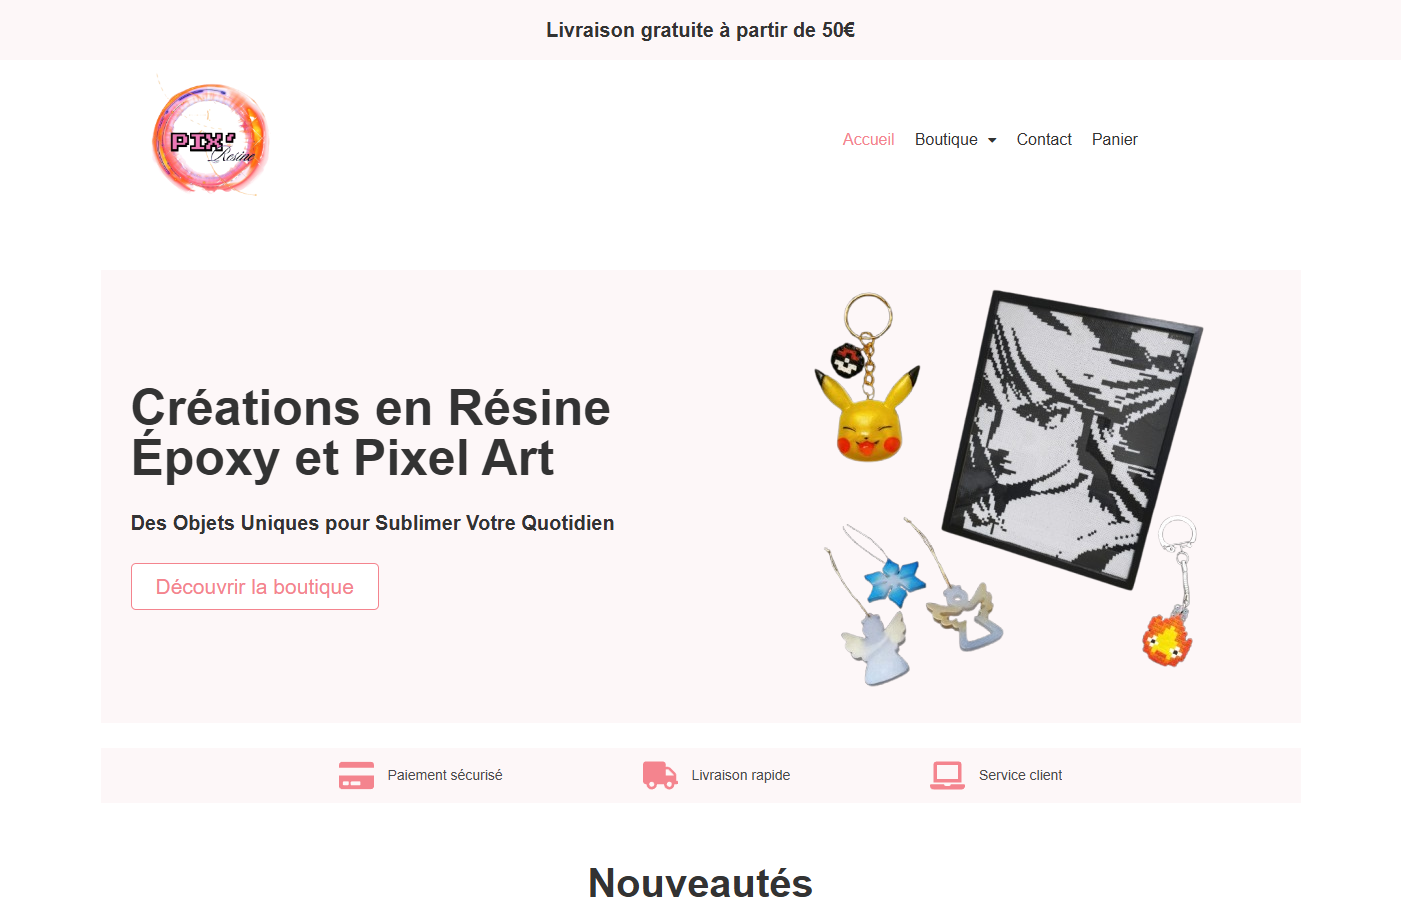 Livraison gratuite à partir de 50€
PIX'
Resine
Accueil Boutique Contact Panier
Créations en Résine
Époxy et Pixel Art
Des Objets Uniques pour Sublimer Votre Quotidien
Découvrir la boutique
Paiement sécurisé Livraison rapide Service client
Nouveautés